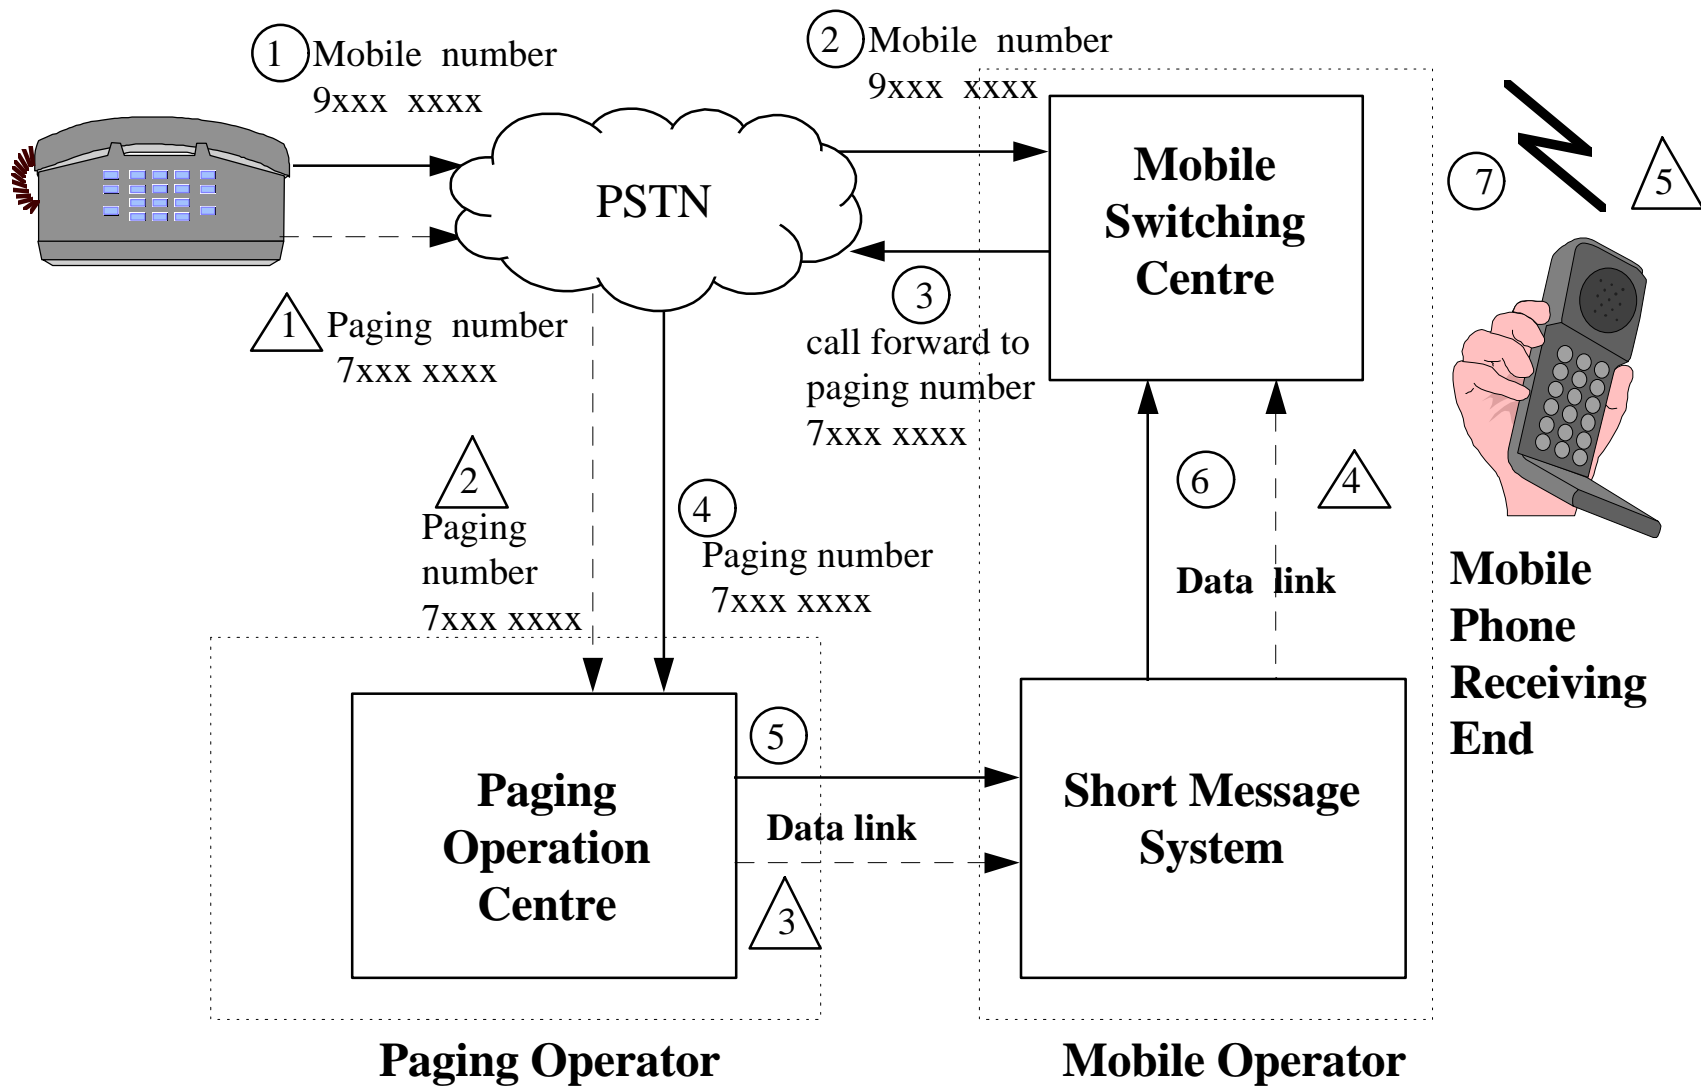 1 Mobile number
9xxx xxxx
2 Mobile number
9xxx xxxx
PSTN
Mobile
Switching
Centre
7
5
3
call forward to
paging number
7xxx xxxx
1 Paging number
7xxx xxxx
2
Paging
number
7xxx xxxx
4
Paging number
7xxx xxxx
6
4
Data link
Mobile
Phone
Receiving
End
5
Paging
Operation
Centre
Data link
3
Short Message
System
Paging Operator
Mobile Operator